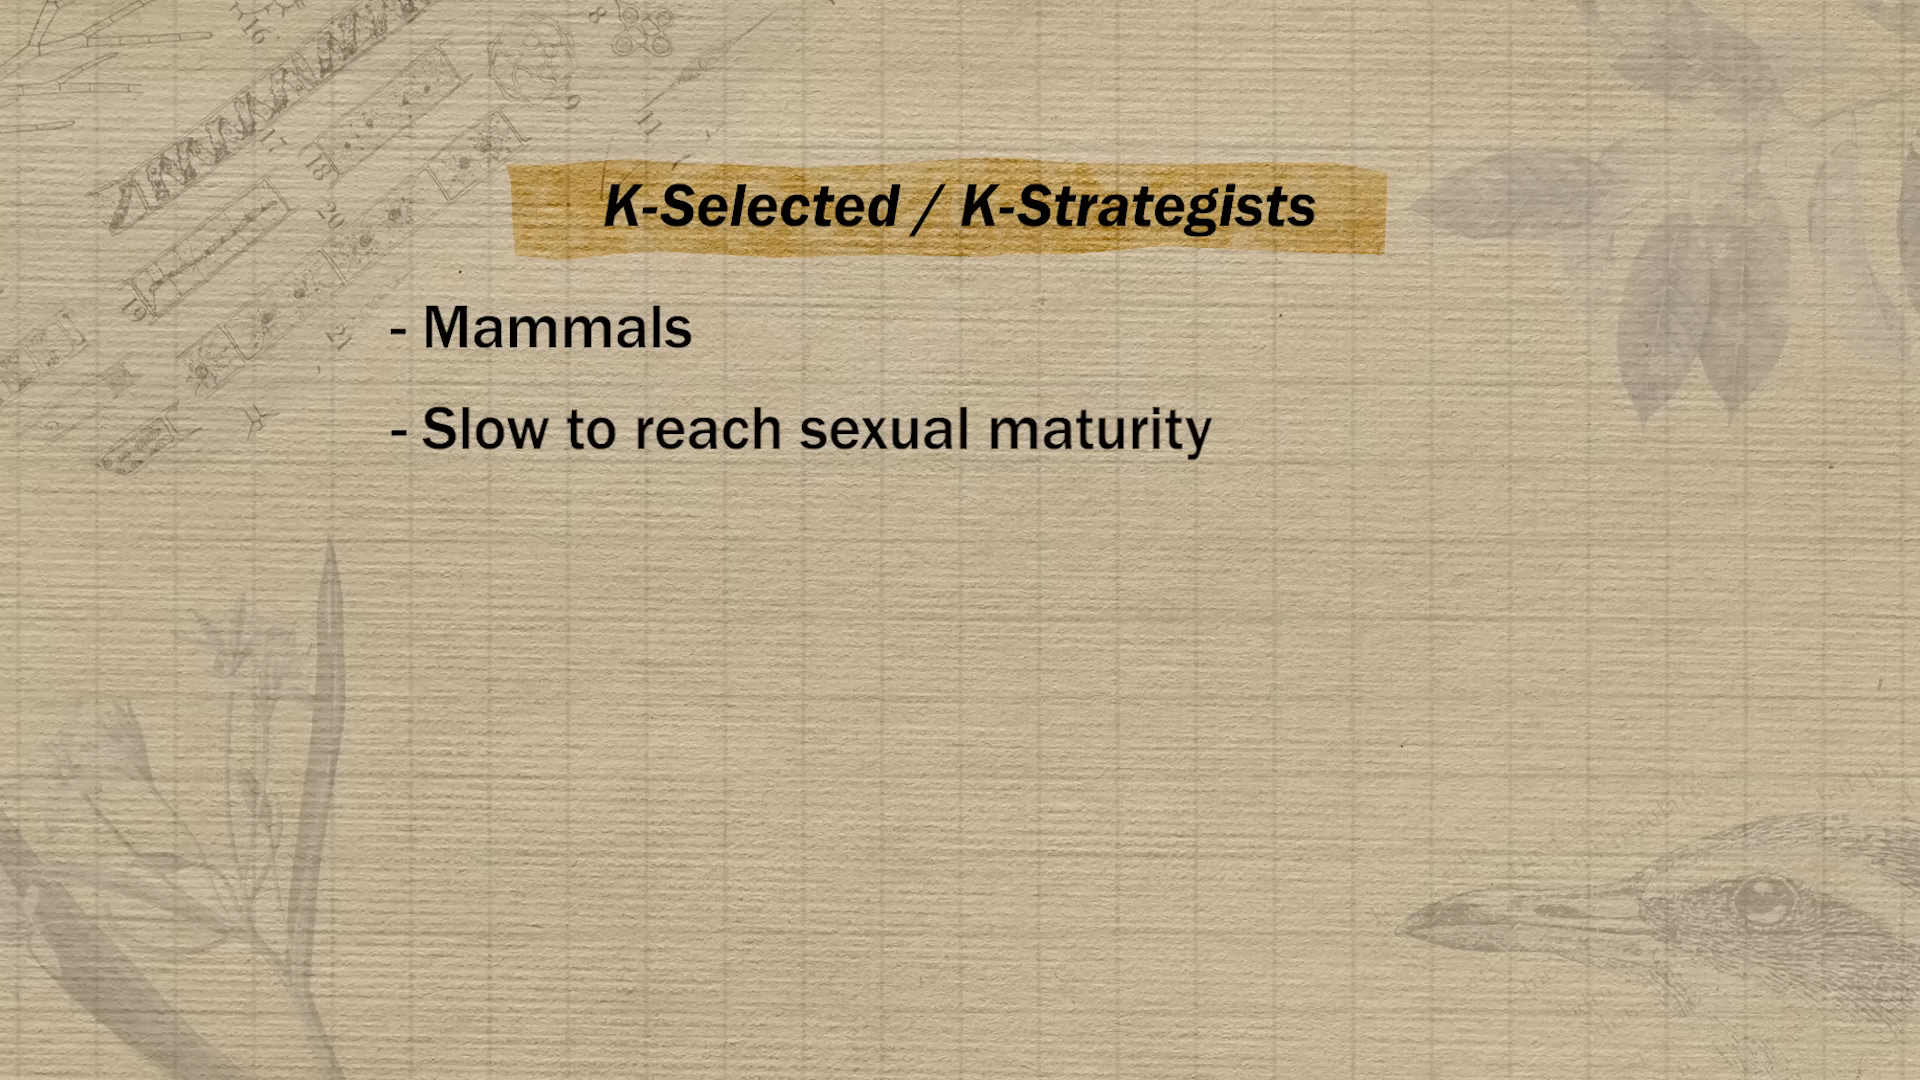 K-Selected / K-Strategists
- Mammals
- Slow to reach sexual maturity